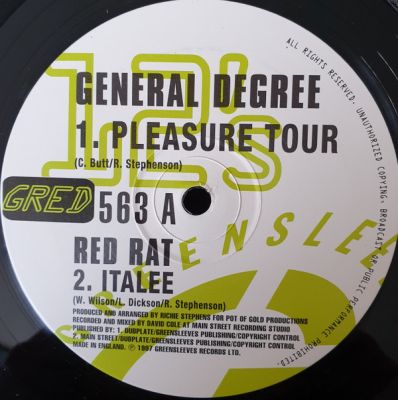 12's
GENERAL DEGREE
1. PLEASURE TOUR
(C. Butt/R. Stephenson)
GRED 563 A
RED RAT
2. ITALEE
(W. Wilson/L. Dickson/R. Stephenson)
PRODUCED AND ARRANGED BY RICHIE STEPHENS FOR POT OF GOLD PRODUCTIONS
RECORDED AND MIXED BY DAVID COLE AT MAIN STREET RECORDING STUDIO
PUBLISHED BY: 1. DUBPLATE/GREENSLEEVES PUBLISHING/COPYRIGHT CONTROL
2. MAIN STREET/DUBPLATE/GREENSLEEVES PUBLISHING/COPYRIGHT CONTROL
MADE IN ENGLAND. ℗ 1997 GREENSLEEVES RECORDS LTD.
ALL RIGHTS RESERVED. UNAUTHORIZED COPYING, BROADCAST OR PUBLIC PERFORMANCE PROHIBITED.